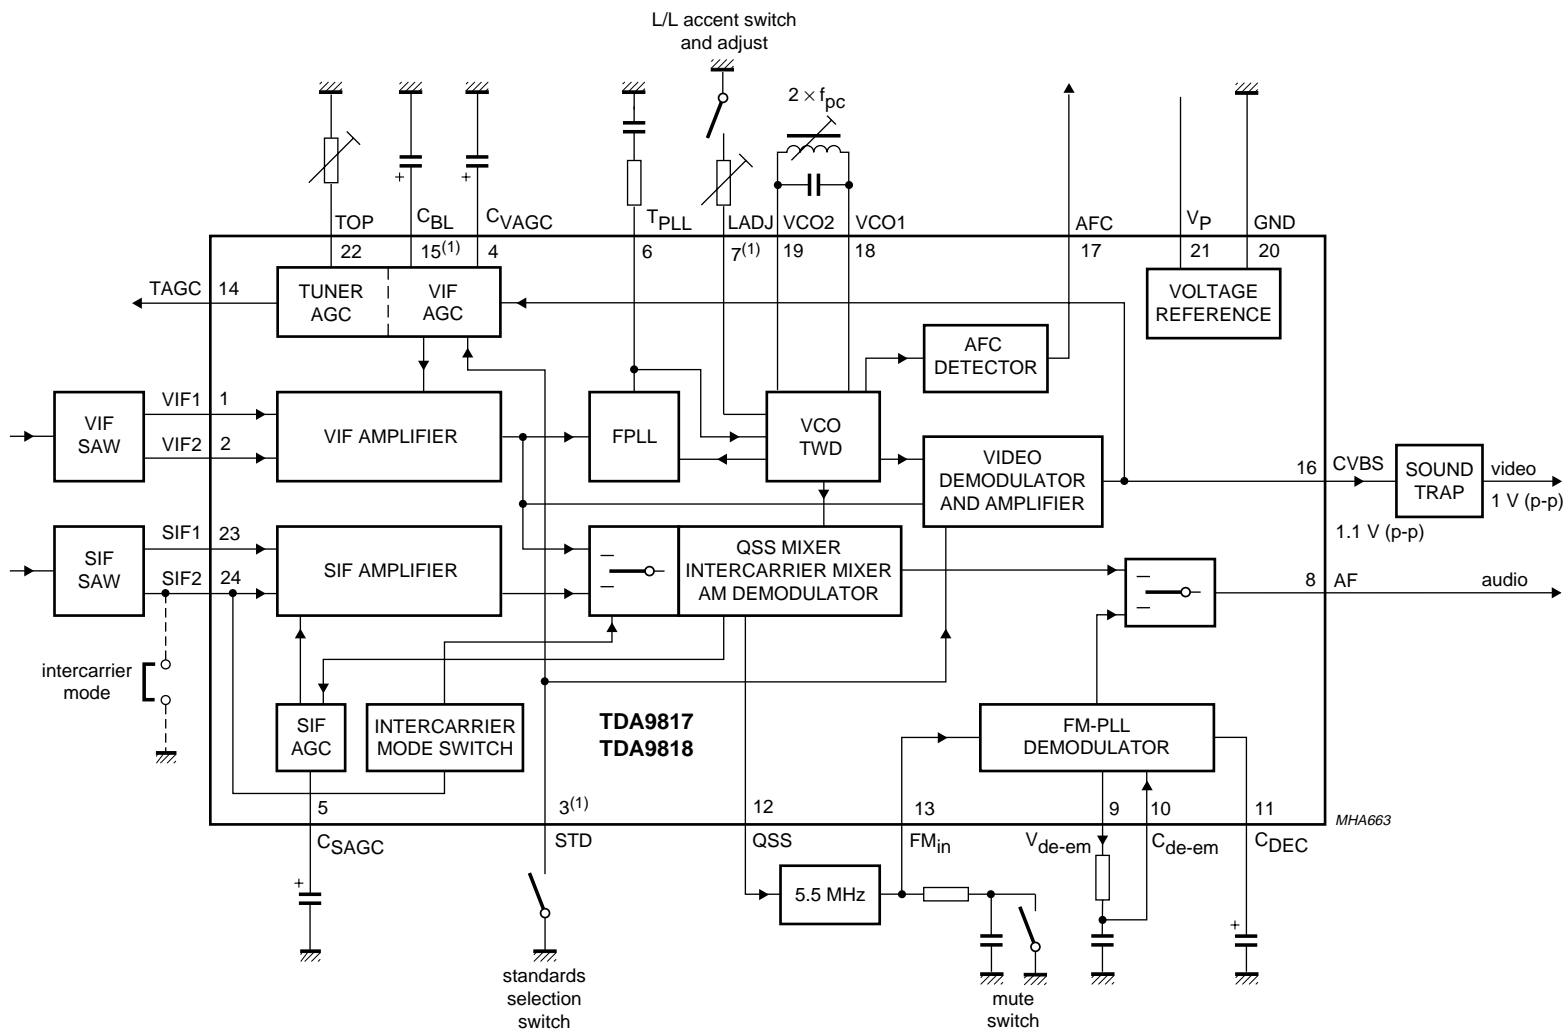 L/L accent switch
and adjust
2 × fpc
TOP
CBL
CVAGC
TPLL
LADJ
VCO2
VCO1
AFC
VP
GND
22
15(1)
4
6
7(1)
19
18
17
21
20
TAGC
14
TUNER
AGC
VIF
AGC
VOLTAGE
REFERENCE
AFC
DETECTOR
VIF
SAW
VIF1
1
VIF2
2
VIF AMPLIFIER
FPLL
VCO
TWD
VIDEO
DEMODULATOR
AND AMPLIFIER
16
CVBS
SOUND
TRAP
video
1 V (p-p)
1.1 V (p-p)
SIF
SAW
SIF1
23
SIF2
24
SIF AMPLIFIER
QSS MIXER
INTERCARRIER MIXER
AM DEMODULATOR
8
AF
audio
intercarrier
mode
SIF
AGC
INTERCARRIER
MODE SWITCH
TDA9817
TDA9818
FM-PLL
DEMODULATOR
5
3(1)
12
13
9
10
11
MHA663
CSAGC
STD
QSS
FMin
Vde-em
Cde-em
CDEC
+
+
+
+
5.5 MHz
standards
selection
switch
mute
switch